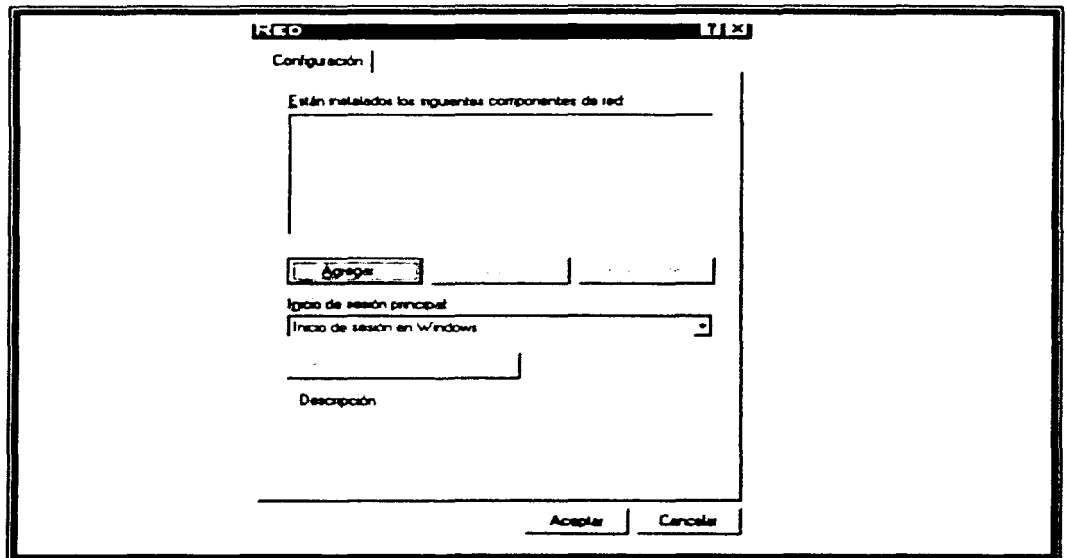 RED
Configuración
Están instalados los siguientes componentes de red:
Agregar
Inicio de sesión principal:
Inicio de sesión en Windows
Descripción
Aceptar Cancelar